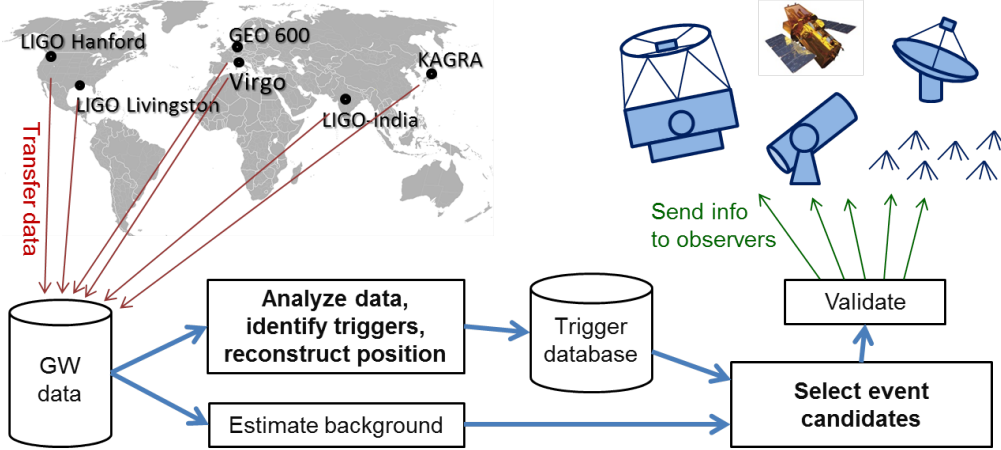 LIGO Hanford
GEO 600
KAGRA
Virgo
LIGO Livingston
LIGO-India
Transfer data
Send info
to observers
Analyze data,
identify triggers,
reconstruct position
Trigger
database
Validate
GW
data
Estimate background
Select event
candidates